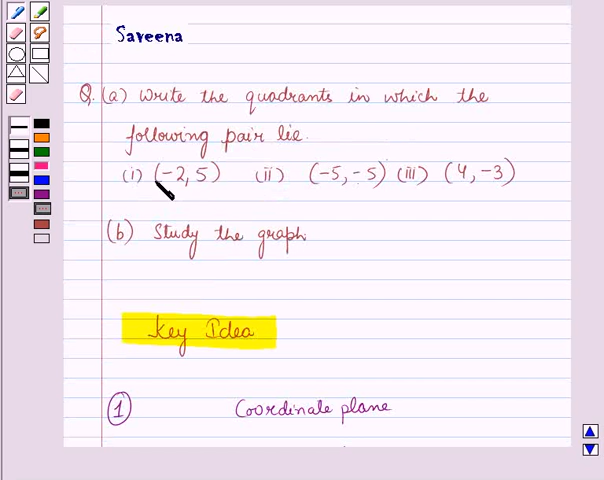 Saveena
Q. (a) Write the quadrants in which the
following pair lie.
(i) (-2, 5) (ii) (-5, -5) (iii) (4, -3)
(b) Study the graph
Key Idea
1 Coordinate plane